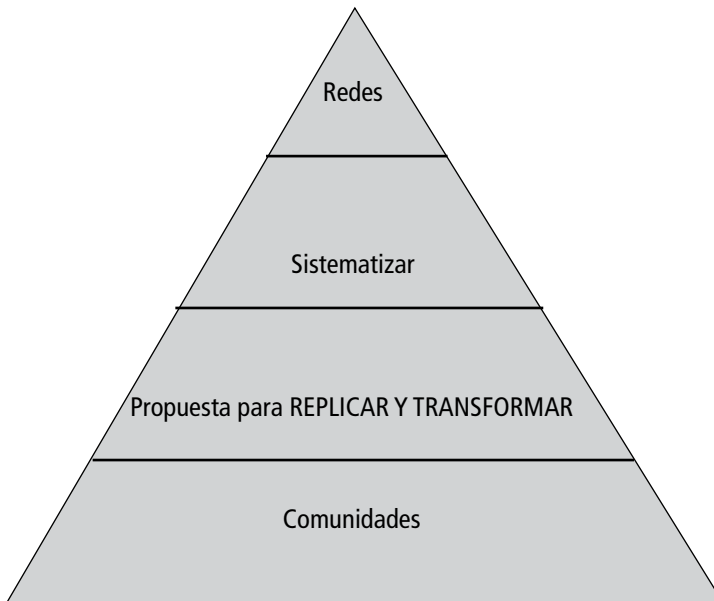 Redes
Sistematizar
Propuesta para REPLICAR Y TRANSFORMAR
Comunidades